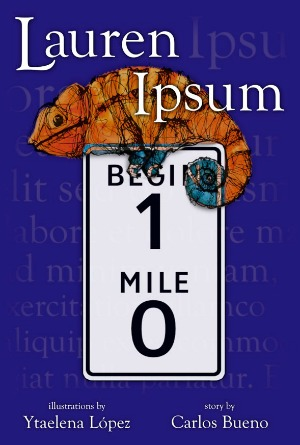 Lauren
Ipsum
BEGIN
1
MILE
0
illustrations by
story by
Ytaelena López
Carlos Bueno